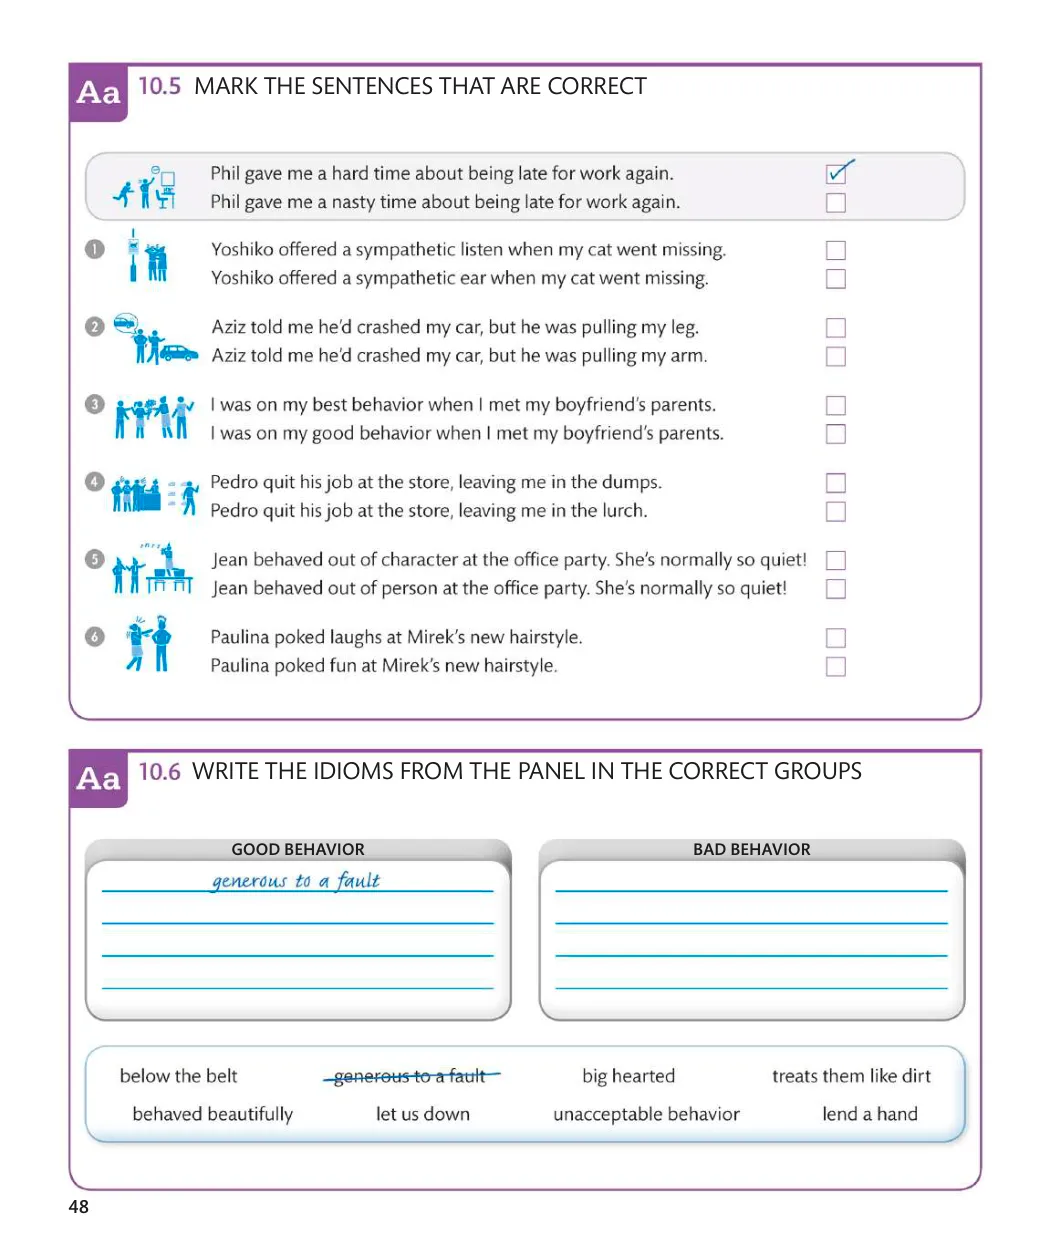 Aa 10.5 MARK THE SENTENCES THAT ARE CORRECT
Phil gave me a hard time about being late for work again.
Phil gave me a nasty time about being late for work again.
1 Yoshiko offered a sympathetic listen when my cat went missing.
Yoshiko offered a sympathetic ear when my cat went missing.
2 Aziz told me he'd crashed my car, but he was pulling my leg.
Aziz told me he'd crashed my car, but he was pulling my arm.
3 I was on my best behavior when I met my boyfriend's parents.
I was on my good behavior when I met my boyfriend's parents.
4 Pedro quit his job at the store, leaving me in the dumps.
Pedro quit his job at the store, leaving me in the lurch.
5 Jean behaved out of character at the office party. She's normally so quiet!
Jean behaved out of person at the office party. She's normally so quiet!
6 Paulina poked laughs at Mirek's new hairstyle.
Paulina poked fun at Mirek's new hairstyle.
Aa 10.6 WRITE THE IDIOMS FROM THE PANEL IN THE CORRECT GROUPS
GOOD BEHAVIOR
generous to a fault
BAD BEHAVIOR
below the belt generous to a fault big hearted treats them like dirt
behaved beautifully let us down unacceptable behavior lend a hand
48